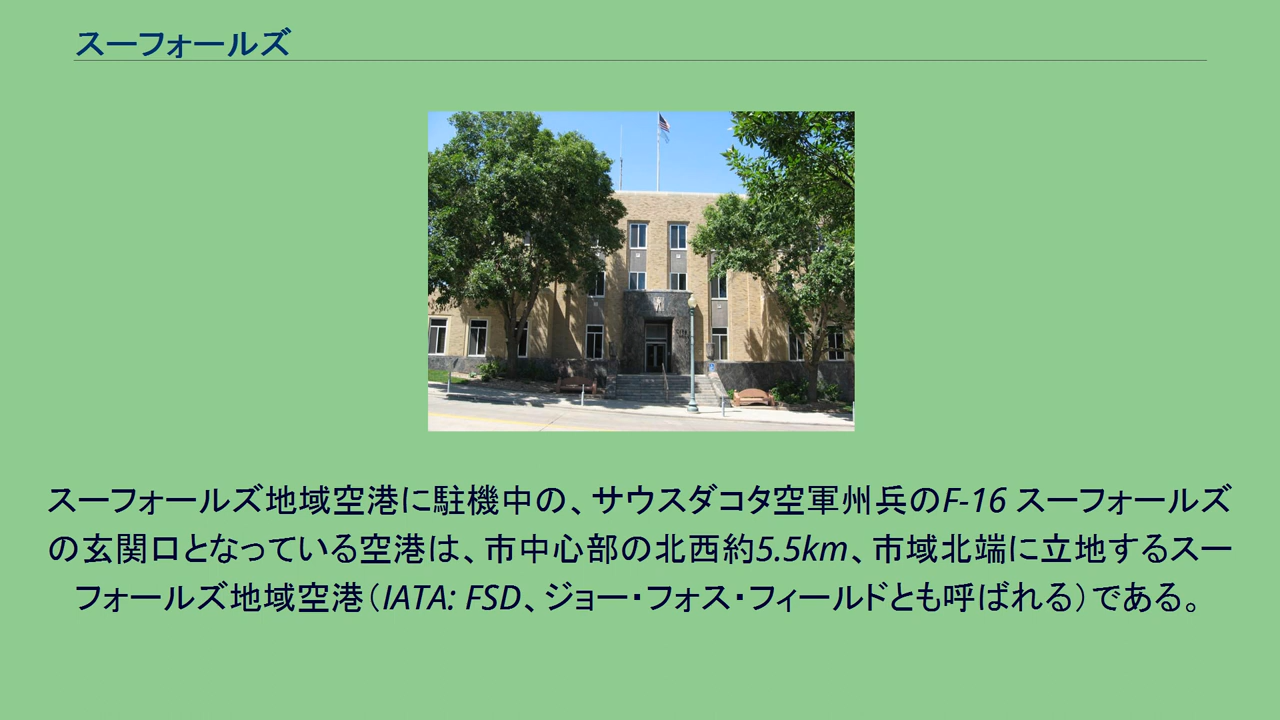 スーフォールズ
スーフォールズ地域空港に駐機中の、サウスダコタ空軍州兵のF-16 スーフォールズ
の玄関口となっている空港は、市中心部の北西約5.5km、市域北端に立地するスー
フォールズ地域空港（IATA: FSD、ジョー・フォス・フィールドとも呼ばれる）である。